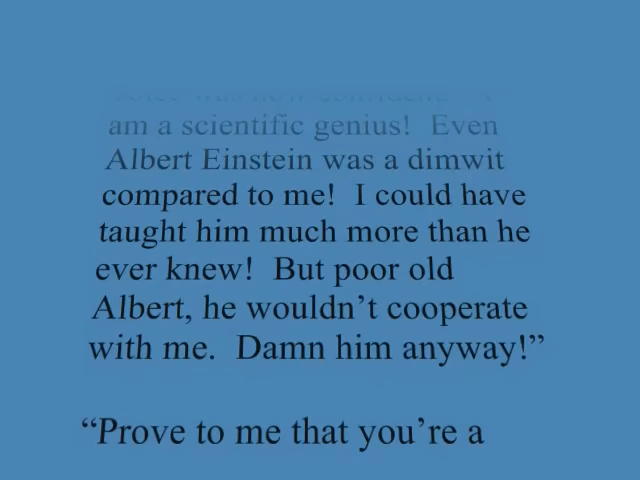 am a scientific genius!  Even
Albert Einstein was a dimwit
compared to me!  I could have
taught him much more than he
ever knew!  But poor old
Albert, he wouldn’t cooperate
with me.  Damn him anyway!”
“Prove to me that you’re a